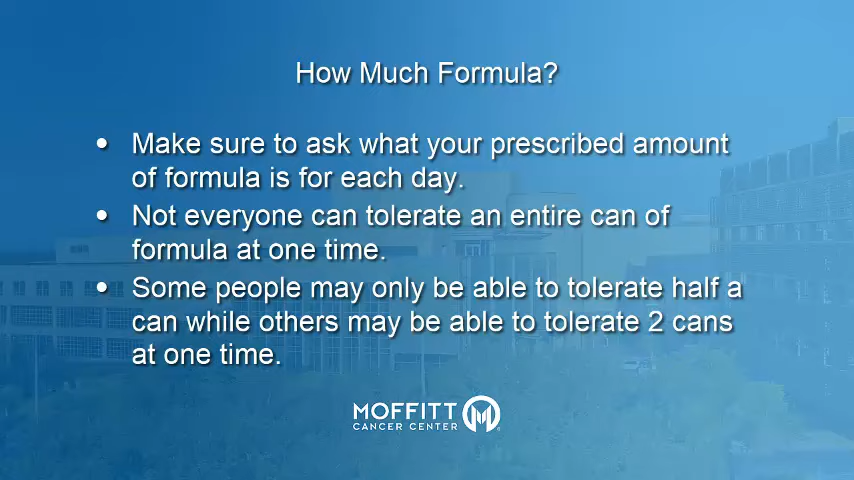 How Much Formula?
• Make sure to ask what your prescribed amount
of formula is for each day.
• Not everyone can tolerate an entire can of
formula at one time.
• Some people may only be able to tolerate half a
can while others may be able to tolerate 2 cans
at one time.
MOFFITT
CANCER CENTER